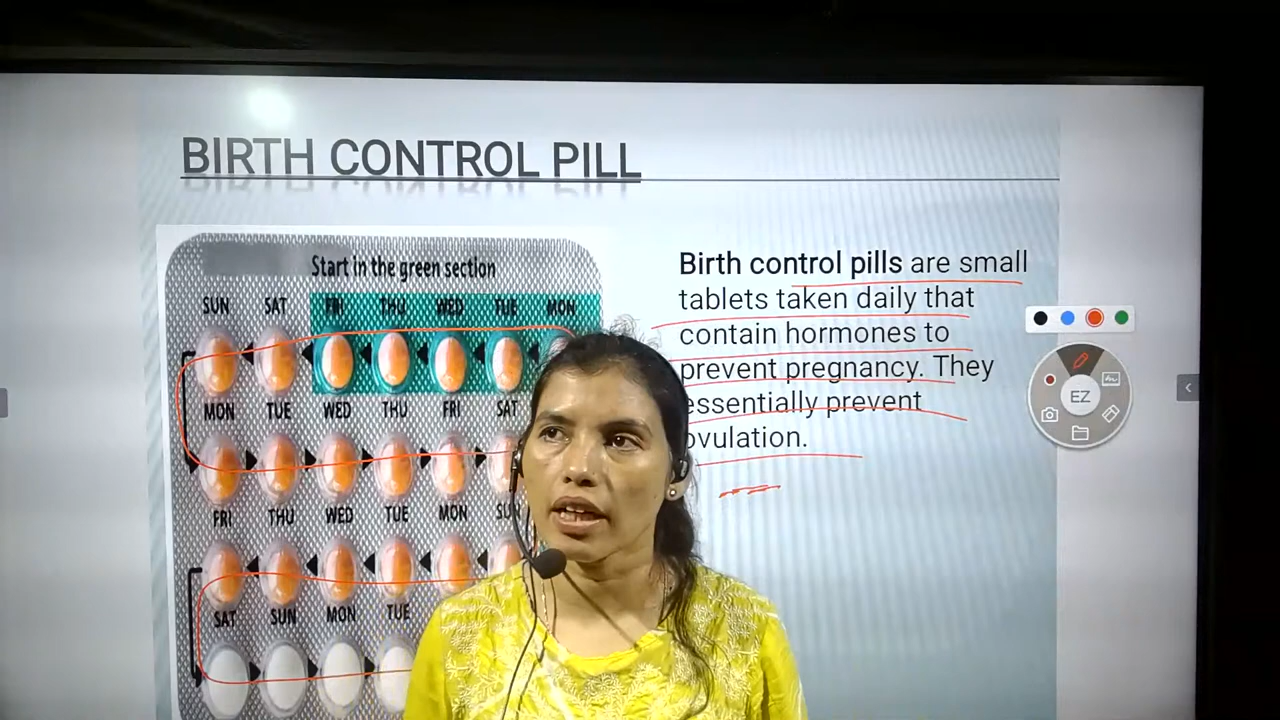 BIRTH CONTROL PILL
Start in the green section
SUN SAT FRI THU WED TUE MON
MON TUE WED THU FRI SAT
FRI THU WED TUE MON SUN
SAT SUN MON TUE
Birth control pills are small
tablets taken daily that
contain hormones to
prevent pregnancy. They
essentially prevent
ovulation.
EZ